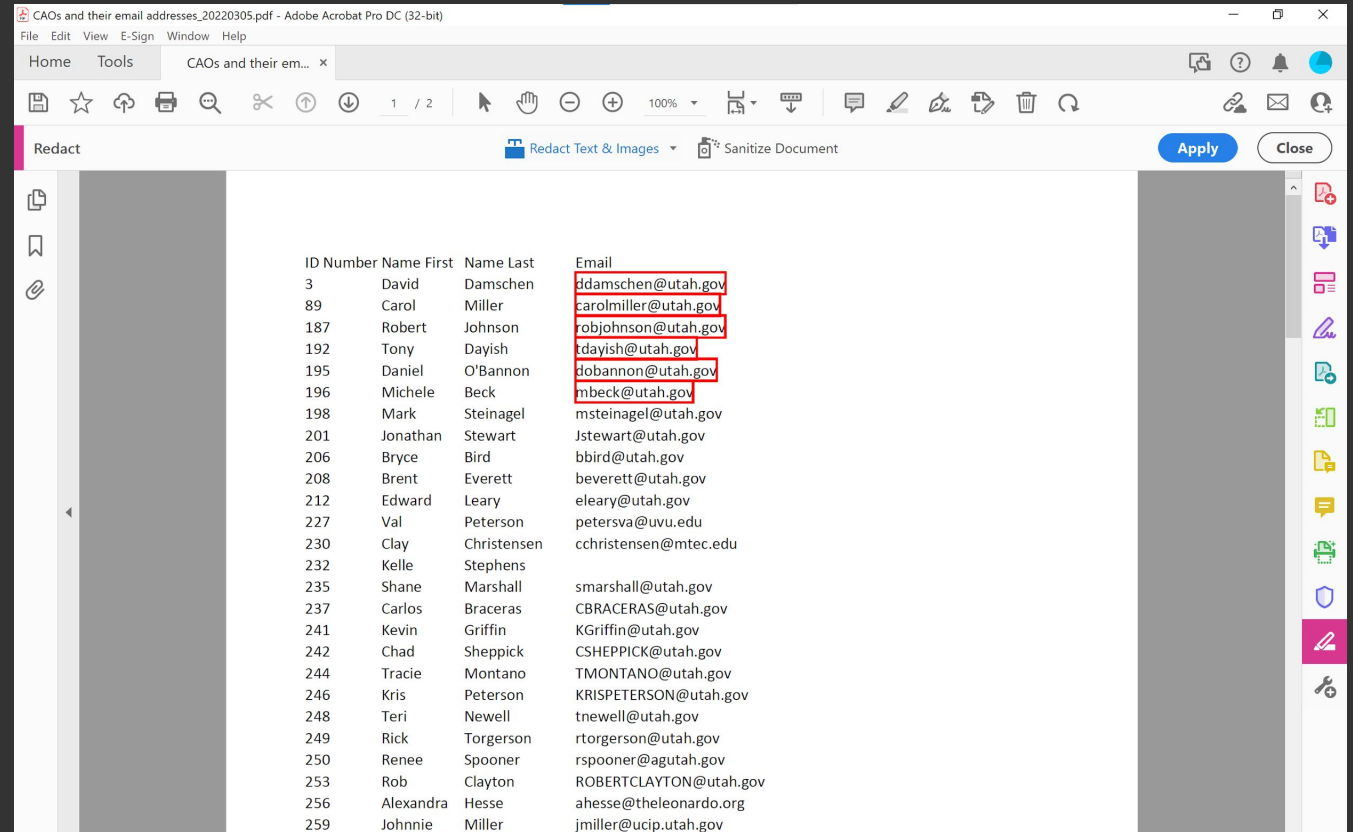 CAOs and their email addresses_20220305.pdf - Adobe Acrobat Pro DC (32-bit)
File Edit View E-Sign Window Help
Home Tools CAOs and their em... ×
1 / 2 100%
Redact Redact Text & Images Sanitize Document Apply Close
ID Number Name First Name Last Email
3 David Damschen ddamschen@utah.gov
89 Carol Miller carolmiller@utah.gov
187 Robert Johnson robjohnson@utah.gov
192 Tony Dayish tdayish@utah.gov
195 Daniel O'Bannon dobannon@utah.gov
196 Michele Beck mbeck@utah.gov
198 Mark Steinagel msteinagel@utah.gov
201 Jonathan Stewart Jstewart@utah.gov
206 Bryce Bird bbird@utah.gov
208 Brent Everett beverett@utah.gov
212 Edward Leary eleary@utah.gov
227 Val Peterson petersva@uvu.edu
230 Clay Christensen cchristensen@mtec.edu
232 Kelle Stephens
235 Shane Marshall smarshall@utah.gov
237 Carlos Braceras CBRACERAS@utah.gov
241 Kevin Griffin KGriffin@utah.gov
242 Chad Sheppick CSHEPPICK@utah.gov
244 Tracie Montano TMONTANO@utah.gov
246 Kris Peterson KRISPETERSON@utah.gov
248 Teri Newell tnewell@utah.gov
249 Rick Torgerson rtorgerson@utah.gov
250 Renee Spooner rspooner@agutah.gov
253 Rob Clayton ROBERTCLAYTON@utah.gov
256 Alexandra Hesse ahesse@theleonardo.org
259 Johnnie Miller jmiller@ucip.utah.gov